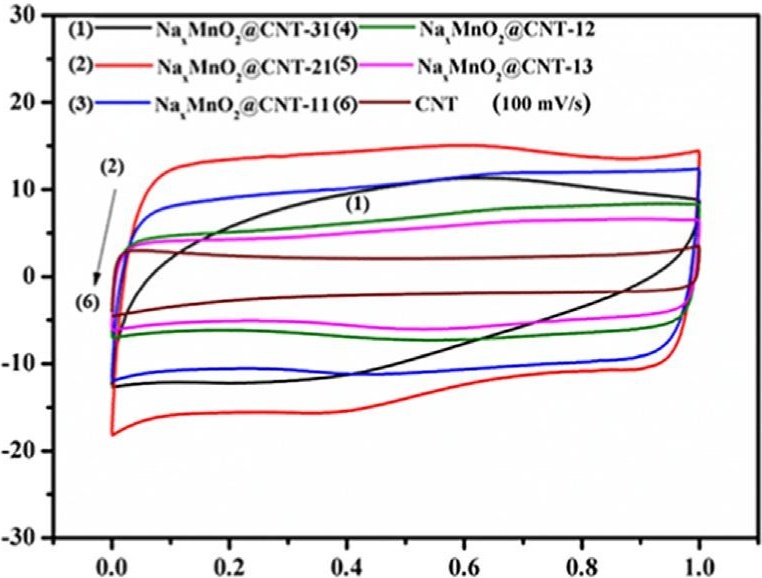 30
(1) NaₓMnO₂@CNT-31 (4) NaₓMnO₂@CNT-12
(2) NaₓMnO₂@CNT-21 (5) NaₓMnO₂@CNT-13
(3) NaₓMnO₂@CNT-11 (6) CNT (100 mV/s)
20
(2)
10
(1)
0
(6)
-10
-20
-30
0.0 0.2 0.4 0.6 0.8 1.0